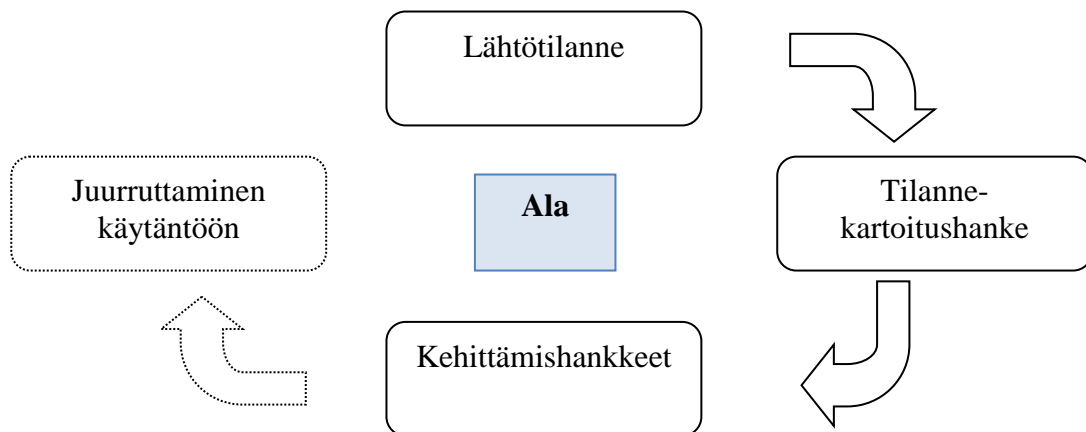 Lähtötilanne
Juurruttaminen
käytäntöön
Ala
Tilanne-
kartoitushanke
Kehittämishankkeet